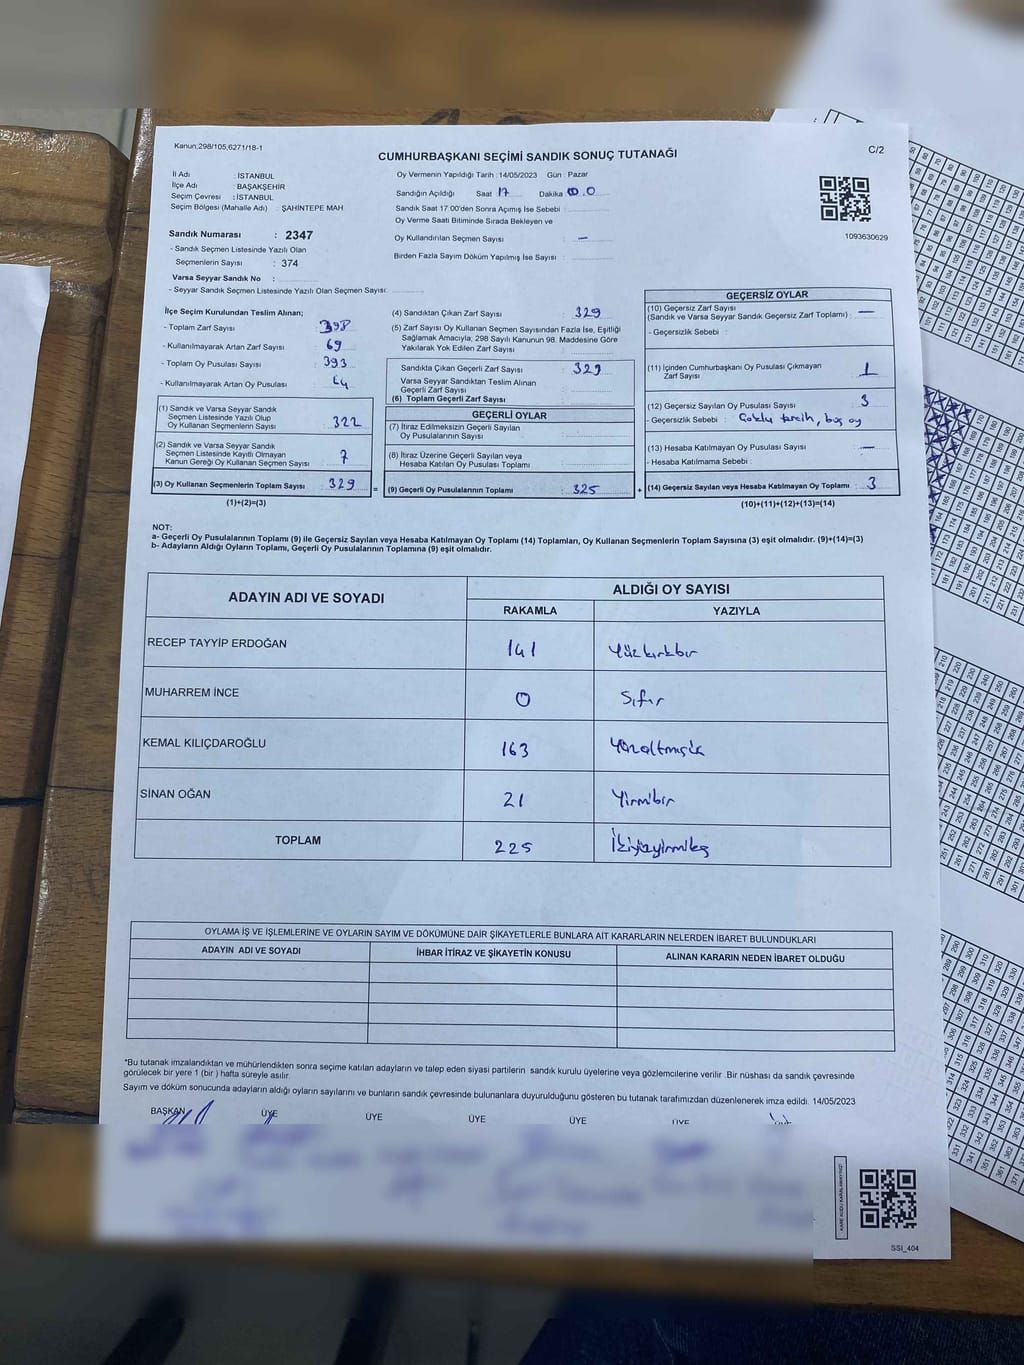 Kanun,298/105,6271/18-1
CUMHURBAŞKANI SEÇİMİ SANDIK SONUÇ TUTANAĞI
C/2
İli Adı : İSTANBUL
İlçe Adı : BAŞAKŞEHİR
Seçim Çevresi : İSTANBUL
Seçim Bölgesi (Mahalle Adı) : ŞAHİNTEPE MAH
Sandık Numarası : 2347
- Sandık Seçmen Listesinde Yazılı Olan
Seçmenlerin Sayısı : 374
Varsa Seyyar Sandık No :
- Seyyar Sandık Seçmen Listesinde Yazılı Olan Seçmen Sayısı:
Oy Vermenin Yapıldığı Tarih :14/05/2023 Gün : Pazar
Sandığın Açıldığı Saat 17 Dakika
Sandık Saat 17:00'den Sonra Açımış İse Sebebi :
Oy Verme Saati Bitiminde Sırada Bekleyen ve
Oy Kullandırılan Seçmen Sayısı : —
Birden Fazla Sayım Döküm Yapılmış İse Sayısı :
1093630629
İlçe Seçim Kurulundan Teslim Alınan;
- Toplam Zarf Sayısı : 398
- Kullanılmayarak Artan Zarf Sayısı : 69
- Toplam Oy Pusulası Sayısı : 393
- Kullanılmayarak Artan Oy Pusulası : 64
(1) Sandık ve Varsa Seyyar Sandık
Seçmen Listesinde Yazılı Olup
Oy Kullanan Seçmenlerin Sayısı : 322
(2) Sandık ve Varsa Seyyar Sandık
Seçmen Listesinde Kayıtlı Olmayan
Kanun Gereği Oy Kullanan Seçmen Sayısı : 7
(3) Oy Kullanan Seçmenlerin Toplam Sayısı : 329 =
(1)+(2)=(3)
(4) Sandıktan Çıkan Zarf Sayısı : 329
(5) Zarf Sayısı Oy Kullanan Seçmen Sayısından Fazla İse, Eşitliği
Sağlamak Amacıyla; 298 Sayılı Kanunun 98. Maddesine Göre
Yakılarak Yok Edilen Zarf Sayısı :
Sandıkta Çıkan Geçerli Zarf Sayısı : 329
Varsa Seyyar Sandıktan Teslim Alınan
Geçerli Zarf Sayısı :
(6) Toplam Geçerli Zarf Sayısı :
GEÇERLİ OYLAR
(7) İtiraz Edilmeksizin Geçerli Sayılan
Oy Pusulalarının Sayısı :
(8) İtiraz Üzerine Geçerli Sayılan veya
Hesaba Katılan Oy Pusulası Toplamı :
(9) Geçerli Oy Pusulalarının Toplamı : 325 +
GEÇERSİZ OYLAR
(10) Geçersiz Zarf Sayısı
(Sandık ve Varsa Seyyar Sandık Geçersiz Zarf Toplamı) : —
- Geçersizlik Sebebi :
(11) İçinden Cumhurbaşkanı Oy Pusulası Çıkmayan
Zarf Sayısı : 1
(12) Geçersiz Sayılan Oy Pusulası Sayısı : 3
- Geçersizlik Sebebi : Çoklu tercih, boş oy
(13) Hesaba Katılmayan Oy Pusulası Sayısı : —
- Hesaba Katılmama Sebebi :
(14) Geçersiz Sayılan veya Hesaba Katılmayan Oy Toplamı : 3
(10)+(11)+(12)+(13)=(14)
NOT:
a- Geçerli Oy Pusulalarının Toplamı (9) ile Geçersiz Sayılan veya Hesaba Katılmayan Oy Toplamı (14) Toplamları, Oy Kullanan Seçmenlerin Toplam Sayısına (3) eşit olmalıdır. (9)+(14)=(3)
b- Adayların Aldığı Oyların Toplamı, Geçerli Oy Pusulalarının Toplamına (9) eşit olmalıdır.
ADAYIN ADI VE SOYADI ALDIĞI OY SAYISI
RAKAMLA YAZIYLA
RECEP TAYYİP ERDOĞAN 141 Yüzkırkbir
MUHARREM İNCE 0 Sıfır
KEMAL KILIÇDAROĞLU 163 Yüzaltmışüç
SİNAN OĞAN 21 Yirmibir
TOPLAM 225 İkiyüzyirmibeş
OYLAMA İŞ VE İŞLEMLERİNE VE OYLARIN SAYIM VE DÖKÜMÜNE DAİR ŞİKAYETLERLE BUNLARA AİT KARARLARIN NELERDEN İBARET BULUNDUKLARI
ADAYIN ADI VE SOYADI İHBAR İTİRAZ VE ŞİKAYETİN KONUSU ALINAN KARARIN NEDEN İBARET OLDUĞU
*Bu tutanak imzalandıktan ve mühürlendikten sonra seçime katılan adayların ve talep eden siyasi partilerin sandık kurulu üyelerine veya gözlemcilerine verilir. Bir nüshası da sandık çevresinde
görülecek bir yere 1 (bir) hafta süreyle asılır.
Sayım ve döküm sonucunda adayların aldığı oyların sayılarını ve bunların sandık çevresinde bulunanlara duyurulduğunu gösteren bu tutanak tarafımızdan düzenlenerek imza edildi. 14/05/2023
BAŞKAN ÜYE ÜYE ÜYE ÜYE ÜYE
SSI_404